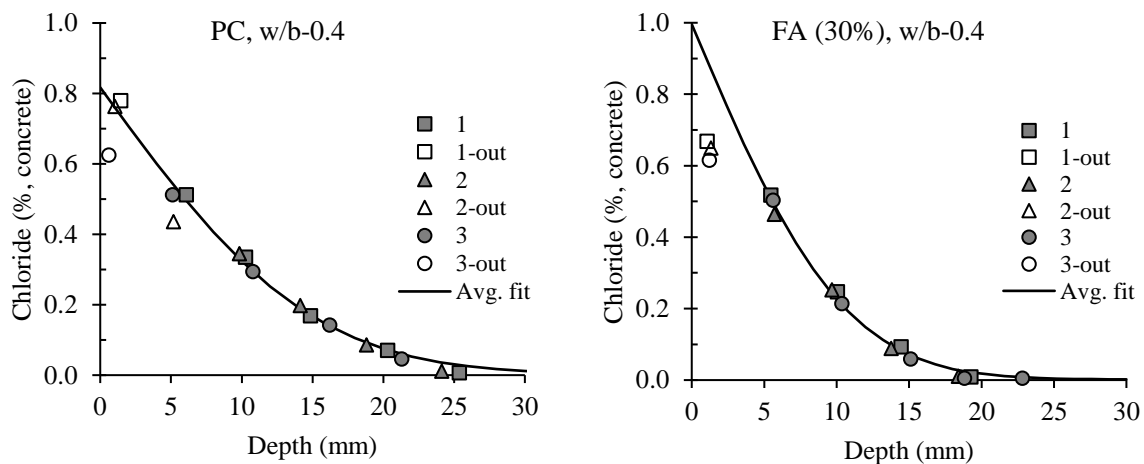 PC, w/b-0.4
Chloride (%, concrete)
1.0
0.8
0.6
0.4
0.2
0.0
0 5 10 15 20 25 30
Depth (mm)
1
1-out
2
2-out
3
3-out
Avg. fit
FA (30%), w/b-0.4
Chloride (%, concrete)
1.0
0.8
0.6
0.4
0.2
0.0
0 5 10 15 20 25 30
Depth (mm)
1
1-out
2
2-out
3
3-out
Avg. fit